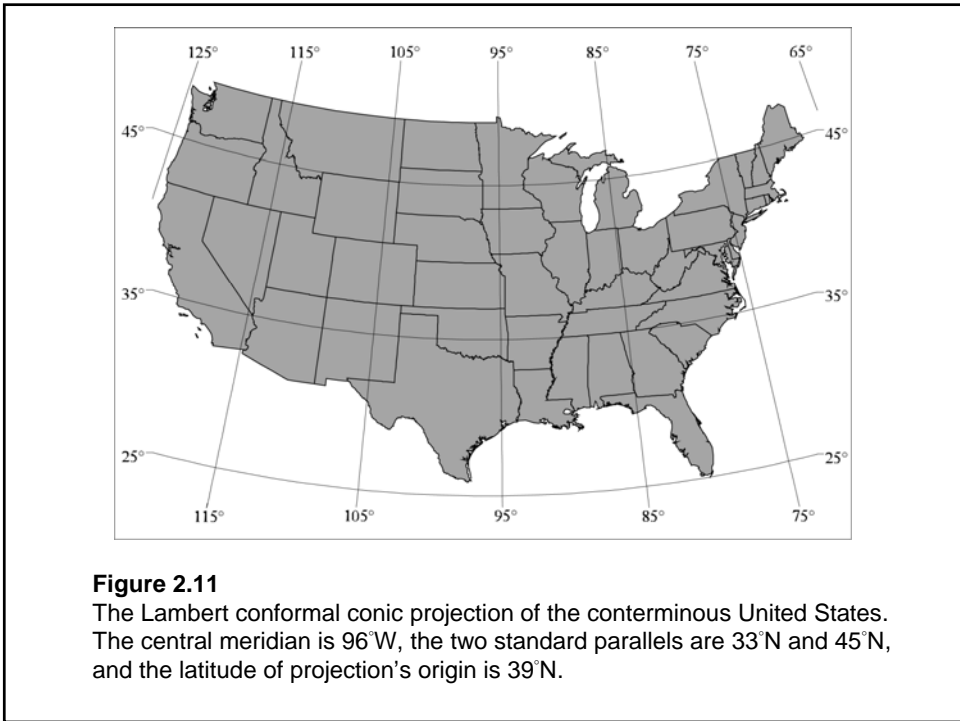 125° 115° 105° 95° 85° 75° 65°
45° 45°
35° 35°
25° 25°
115° 105° 95° 85° 75°
Figure 2.11
The Lambert conformal conic projection of the conterminous United States.
The central meridian is 96°W, the two standard parallels are 33°N and 45°N,
and the latitude of projection's origin is 39°N.